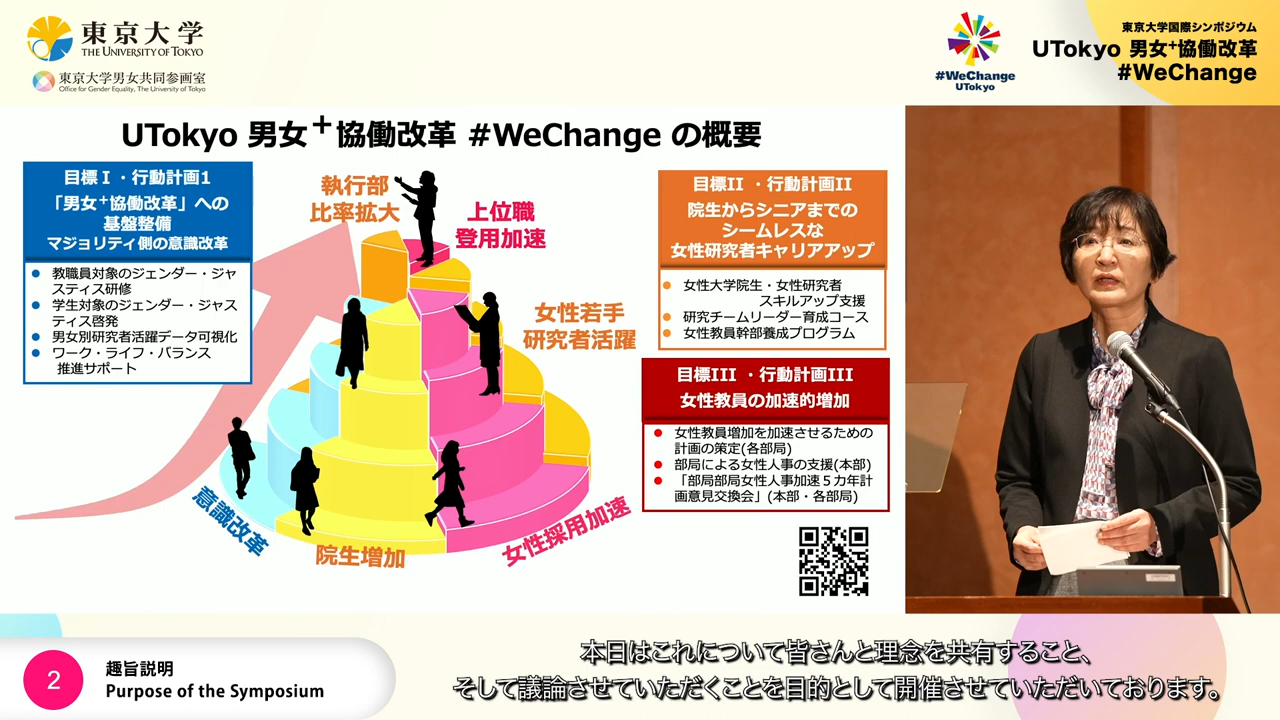 東京大学
THE UNIVERSITY OF TOKYO
東京大学男女共同参画室
Office for Gender Equality, The University of Tokyo
#WeChange
UTokyo
東京大学国際シンポジウム
UTokyo 男女⁺協働改革
#WeChange
UTokyo 男女⁺協働改革 #WeChange の概要
目標Ⅰ・行動計画1
「男女⁺協働改革」への
基盤整備
マジョリティ側の意識改革
● 教職員対象のジェンダー・ジャ
スティス研修
● 学生対象のジェンダー・ジャス
ティス啓発
● 男女別研究者活躍データ可視化
● ワーク・ライフ・バランス
推進サポート
執行部
比率拡大
上位職
登用加速
女性若手
研究者活躍
意識改革
院生増加
女性採用加速
目標II ・行動計画II
院生からシニアまでの
シームレスな
女性研究者キャリアアップ
● 女性大学院生・女性研究者
スキルアップ支援
● 研究チームリーダー育成コース
● 女性教員幹部養成プログラム
目標III ・行動計画III
女性教員の加速的増加
● 女性教員増加を加速させるための
計画の策定(各部局)
● 部局による女性人事の支援(本部)
● 「部局部局女性人事加速５カ年計
画意見交換会」(本部・各部局)
2
趣旨説明
Purpose of the Symposium
本日はこれについて皆さんと理念を共有すること、
そして議論させていただくことを目的として開催させていただいております。